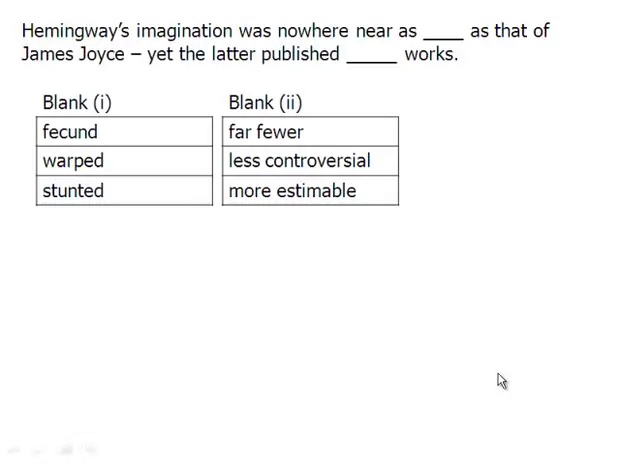 Hemingway's imagination was nowhere near as ____ as that of
James Joyce – yet the latter published _____ works.
Blank (i) Blank (ii)
fecund far fewer
warped less controversial
stunted more estimable